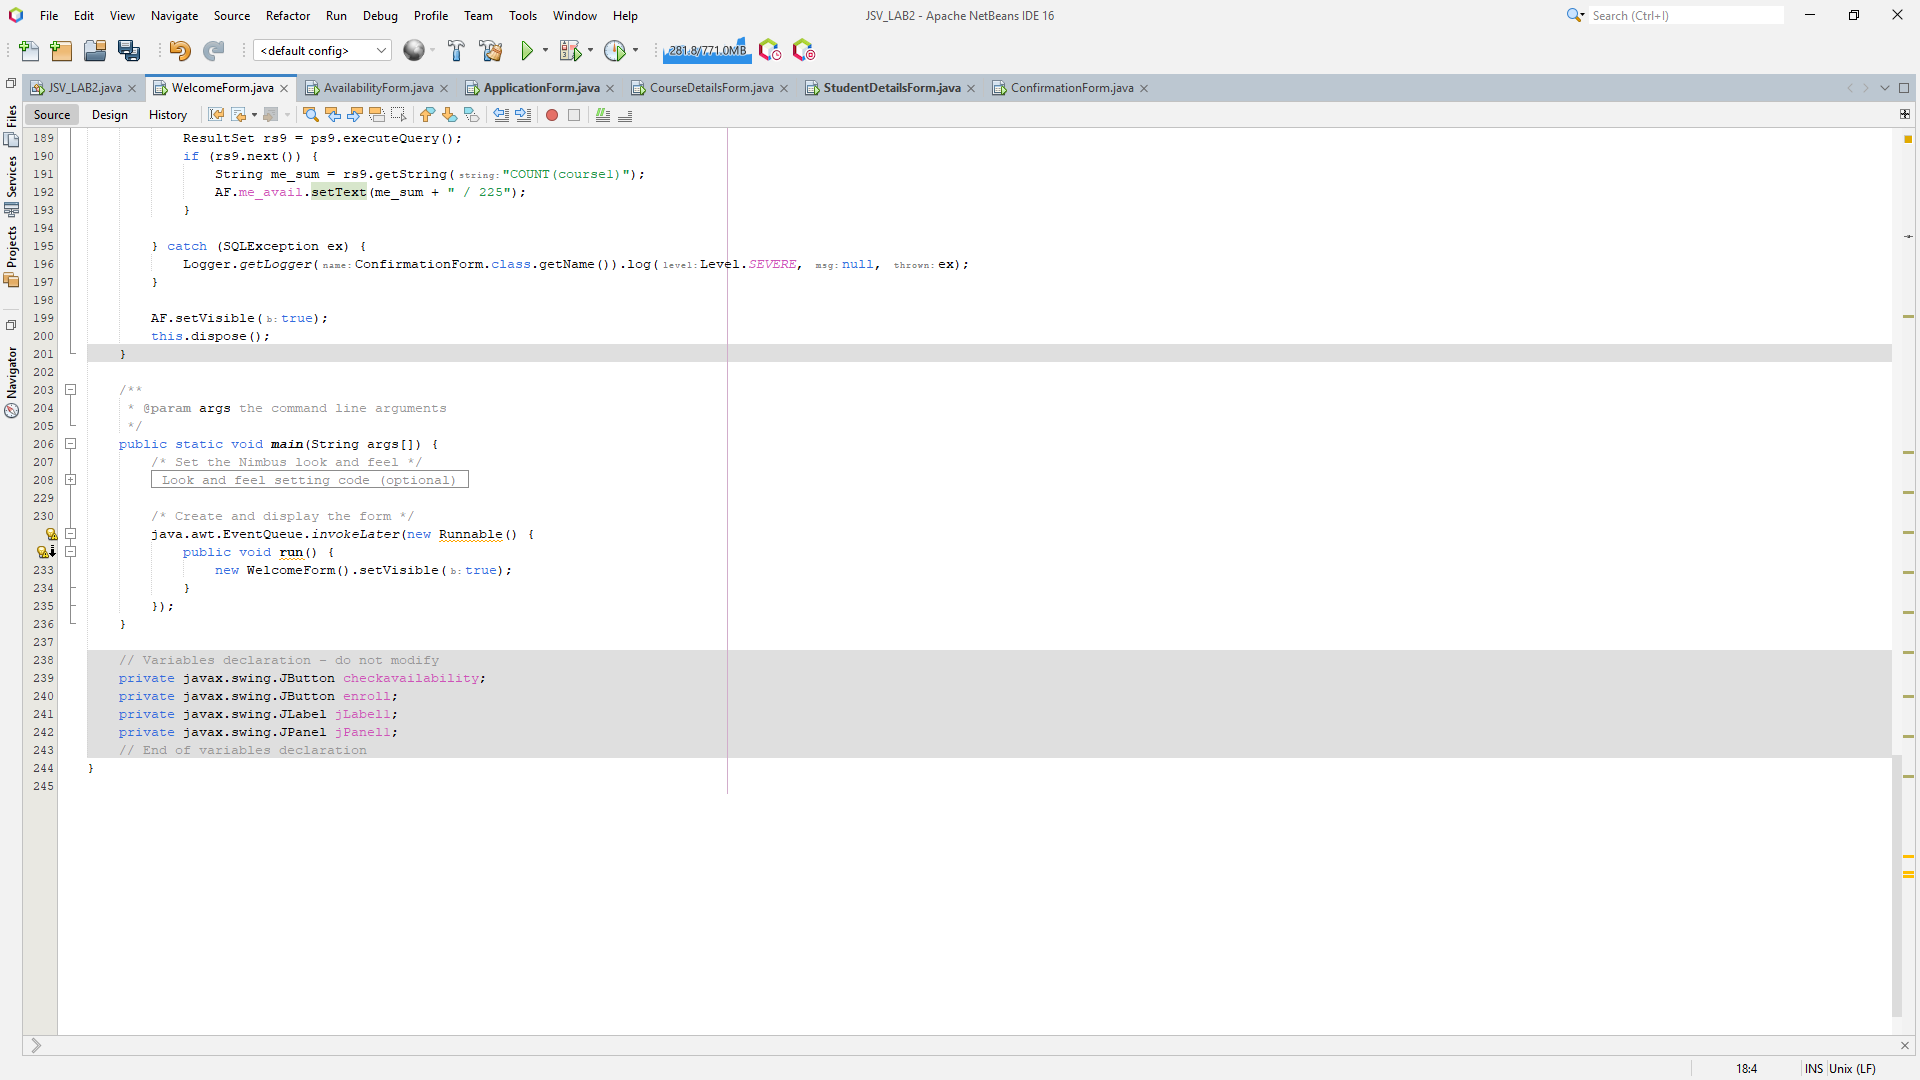 File Edit View Navigate Source Refactor Run Debug Profile Team Tools Window Help
JSV_LAB2 - Apache NetBeans IDE 16
Search (Ctrl+I)
<default config>
281.8/771.0MB
JSV_LAB2.java
WelcomeForm.java
AvailabilityForm.java
ApplicationForm.java
CourseDetailsForm.java
StudentDetailsForm.java
ConfirmationForm.java
Source Design History
Files
Services
Projects
Navigator
189 ResultSet rs9 = ps9.executeQuery();
190 if (rs9.next()) {
191 String me_sum = rs9.getString(string:"COUNT(course1)");
192 AF.me_avail.setText(me_sum + " / 225");
193 }
194
195 } catch (SQLException ex) {
196 Logger.getLogger(name:ConfirmationForm.class.getName()).log(level:Level.SEVERE, msg:null, thrown:ex);
197 }
198
199 AF.setVisible(b:true);
200 this.dispose();
201 }
202
203 /**
204 * @param args the command line arguments
205 */
206 public static void main(String args[]) {
207 /* Set the Nimbus look and feel */
208 Look and feel setting code (optional)
229
230 /* Create and display the form */
java.awt.EventQueue.invokeLater(new Runnable() {
public void run() {
233 new WelcomeForm().setVisible(b:true);
234 }
235 });
236 }
237
238 // Variables declaration - do not modify
239 private javax.swing.JButton checkavailability;
240 private javax.swing.JButton enroll;
241 private javax.swing.JLabel jLabel1;
242 private javax.swing.JPanel jPanel1;
243 // End of variables declaration
244 }
245
18:4 INS Unix (LF)